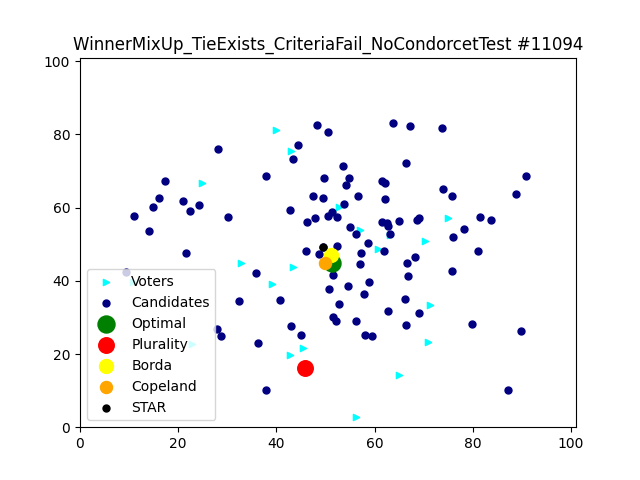 WinnerMixUp_TieExists_CriteriaFail_NoCondorcetTest #11094
100
80
60
40
20
0
Voters
Candidates
Optimal
Plurality
Borda
Copeland
STAR
0 20 40 60 80 100